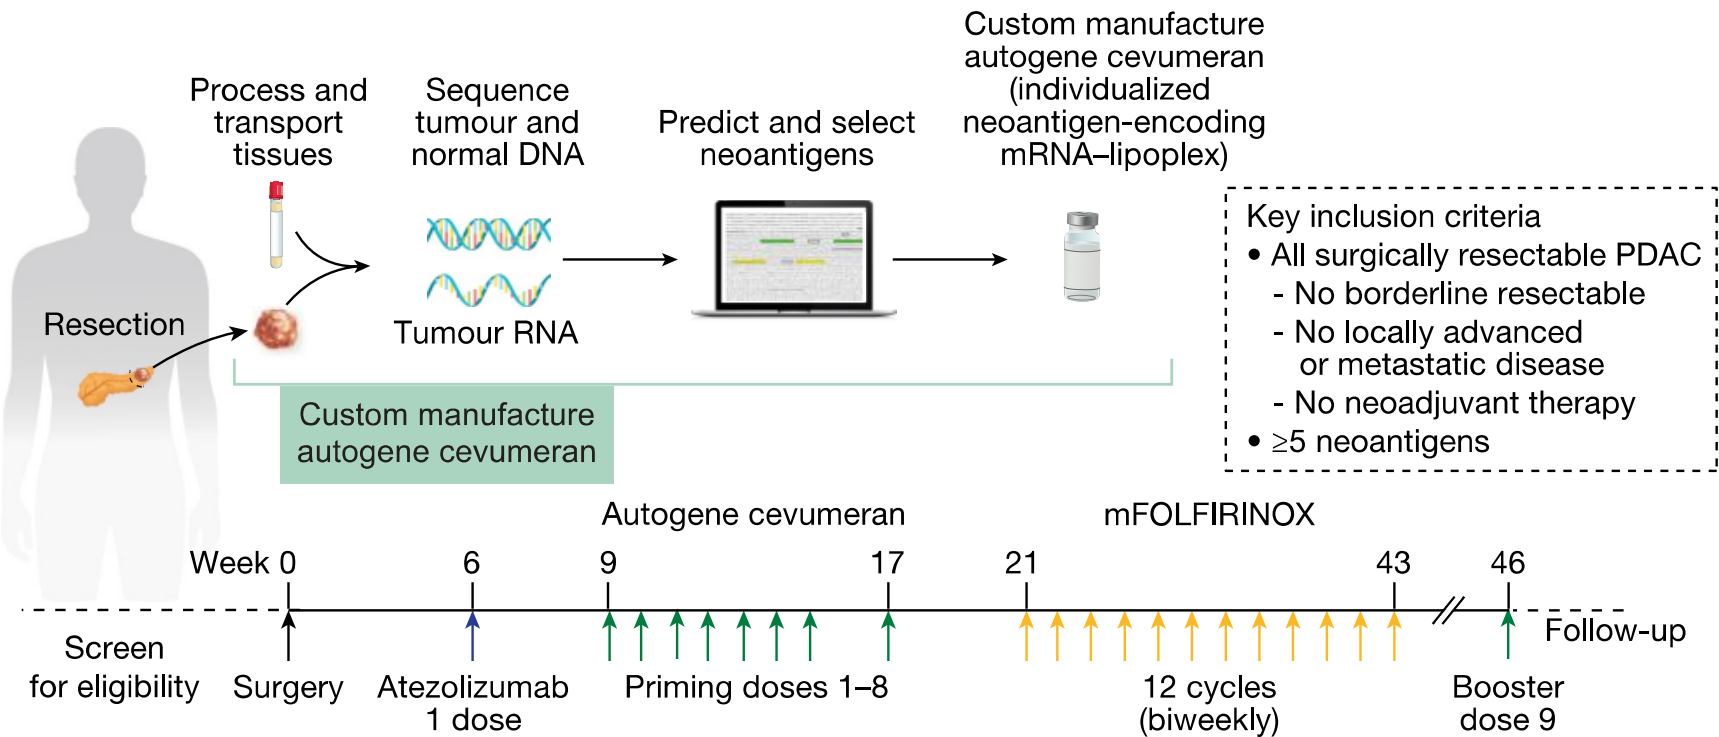 Process and
transport
tissues
Sequence
tumour and
normal DNA
Predict and select
neoantigens
Custom manufacture
autogene cevumeran
(individualized
neoantigen-encoding
mRNA–lipoplex)
Resection
Tumour RNA
Custom manufacture
autogene cevumeran
Key inclusion criteria
• All surgically resectable PDAC
- No borderline resectable
- No locally advanced
or metastatic disease
- No neoadjuvant therapy
• ≥5 neoantigens
Autogene cevumeran
mFOLFIRINOX
Week 0 6 9 17 21 43 46
Screen
for eligibility
Surgery
Atezolizumab
1 dose
Priming doses 1–8
12 cycles
(biweekly)
Booster
dose 9
Follow-up